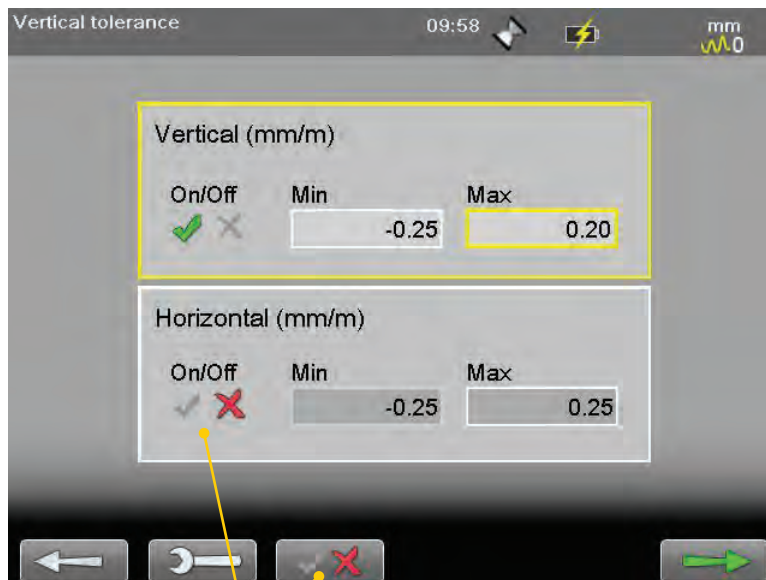 Vertical tolerance 09:58 mm
0
Vertical (mm/m)
On/Off Min Max
-0.25 0.20
Horizontal (mm/m)
On/Off Min Max
-0.25 0.25